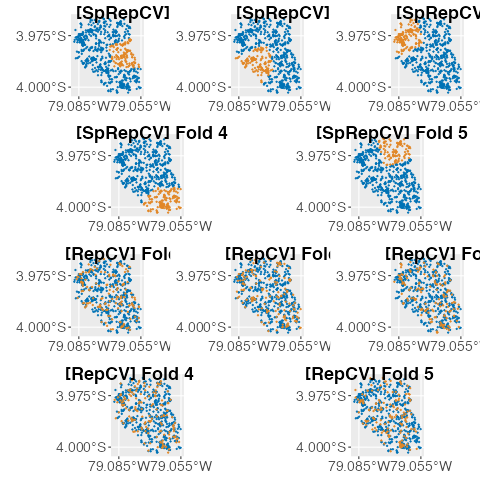 [SpRepCV] [SpRepCV] [SpRepCV
3.975°S 3.975°S 3.975°S
4.000°S 4.000°S 4.000°S
79.085°W79.055°W 79.085°W79.055°W 79.085°W79.055°W
[SpRepCV] Fold 4 [SpRepCV] Fold 5
3.975°S 3.975°S
4.000°S 4.000°S
79.085°W79.055°W 79.085°W79.055°W
[RepCV] Fol [RepCV] Fol [RepCV] Fo
3.975°S 3.975°S 3.975°S
4.000°S 4.000°S 4.000°S
79.085°W79.055°W 79.085°W79.055°W 79.085°W79.055°W
[RepCV] Fold 4 [RepCV] Fold 5
3.975°S 3.975°S
4.000°S 4.000°S
79.085°W79.055°W 79.085°W79.055°W